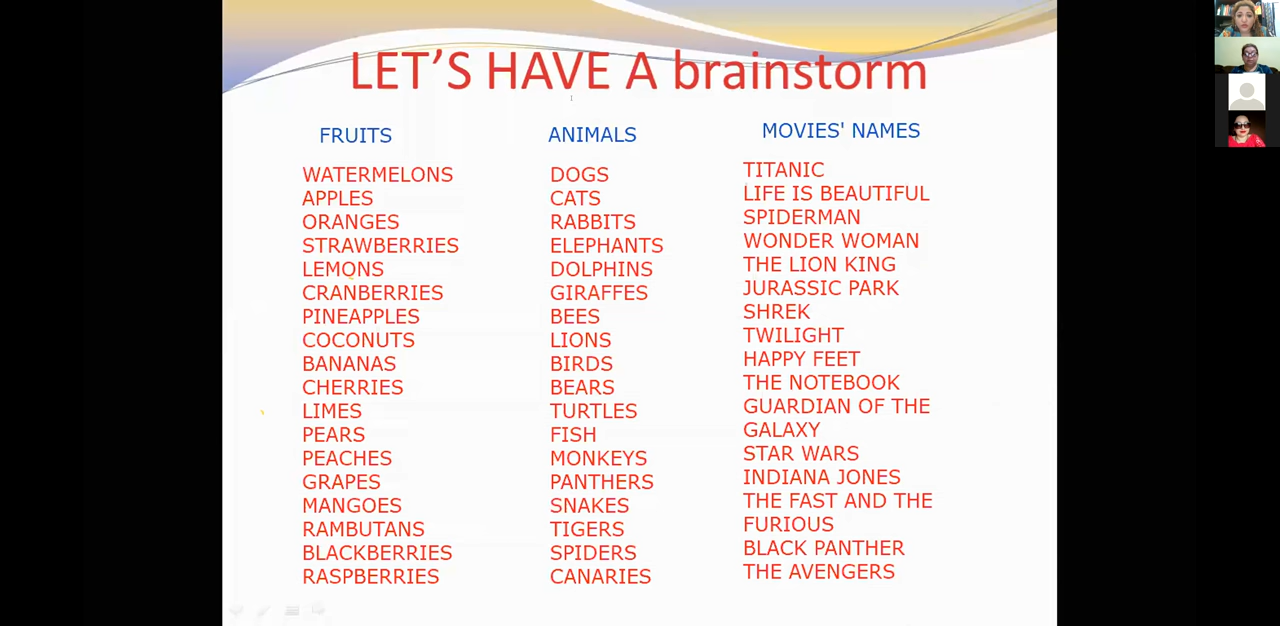 LET'S HAVE A brainstorm
FRUITS
WATERMELONS
APPLES
ORANGES
STRAWBERRIES
LEMONS
CRANBERRIES
PINEAPPLES
COCONUTS
BANANAS
CHERRIES
LIMES
PEARS
PEACHES
GRAPES
MANGOES
RAMBUTANS
BLACKBERRIES
RASPBERRIES
ANIMALS
DOGS
CATS
RABBITS
ELEPHANTS
DOLPHINS
GIRAFFES
BEES
LIONS
BIRDS
BEARS
TURTLES
FISH
MONKEYS
PANTHERS
SNAKES
TIGERS
SPIDERS
CANARIES
MOVIES' NAMES
TITANIC
LIFE IS BEAUTIFUL
SPIDERMAN
WONDER WOMAN
THE LION KING
JURASSIC PARK
SHREK
TWILIGHT
HAPPY FEET
THE NOTEBOOK
GUARDIAN OF THE
GALAXY
STAR WARS
INDIANA JONES
THE FAST AND THE
FURIOUS
BLACK PANTHER
THE AVENGERS